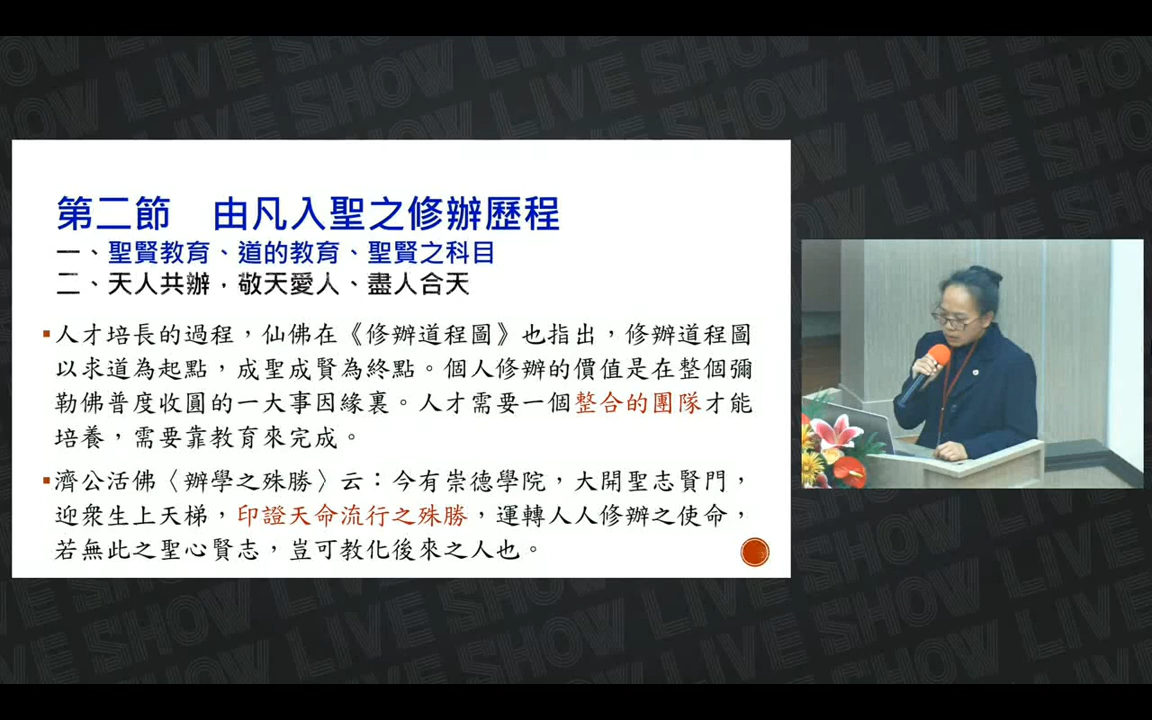 第二節　由凡入聖之修辦歷程
一、聖賢教育、道的教育、聖賢之科目
二、天人共辦，敬天愛人、盡人合天
▪人才培長的過程，仙佛在《修辦道程圖》也指出，修辦道程圖
以求道為起點，成聖成賢為終點。個人修辦的價值是在整個彌
勒佛普度收圓的一大事因緣裏。人才需要一個整合的團隊才能
培養，需要靠教育來完成。
▪濟公活佛〈辦學之殊勝〉云：今有崇德學院，大開聖志賢門，
迎眾生上天梯，印證天命流行之殊勝，運轉人人修辦之使命，
若無此之聖心賢志，豈可教化後來之人也。
LIVE SHOW